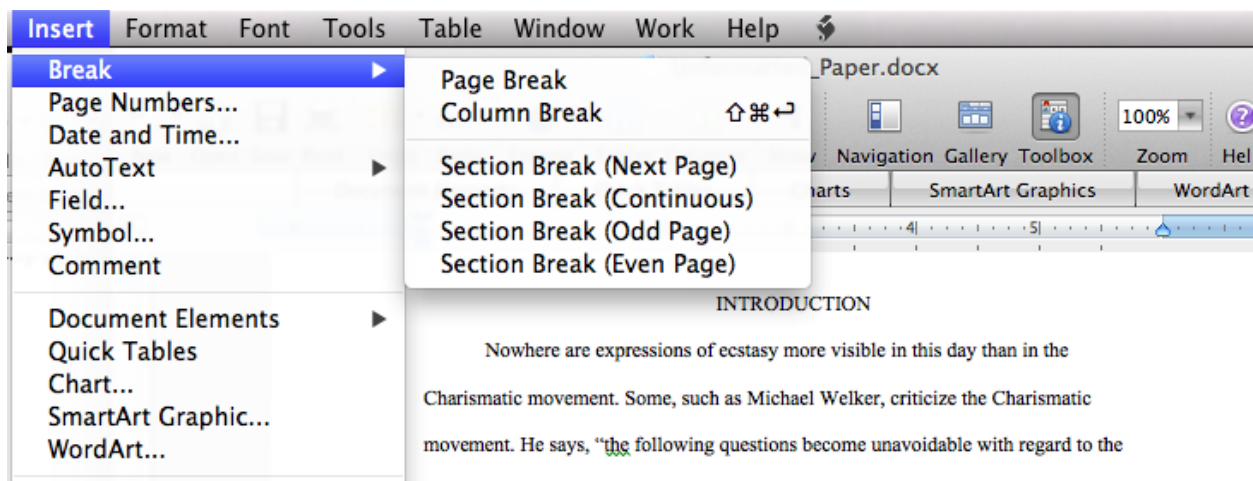 Insert Format Font Tools Table Window Work Help
Break
Page Numbers...
Date and Time...
AutoText
Field...
Symbol...
Comment
Document Elements
Quick Tables
Chart...
SmartArt Graphic...
WordArt...
Page Break
Column Break ⇧⌘↩
Section Break (Next Page)
Section Break (Continuous)
Section Break (Odd Page)
Section Break (Even Page)
_Paper.docx
100%
Navigation Gallery Toolbox Zoom Hel
harts SmartArt Graphics WordArt
4 5
INTRODUCTION
Nowhere are expressions of ecstasy more visible in this day than in the
Charismatic movement. Some, such as Michael Welker, criticize the Charismatic
movement. He says, “the following questions become unavoidable with regard to the